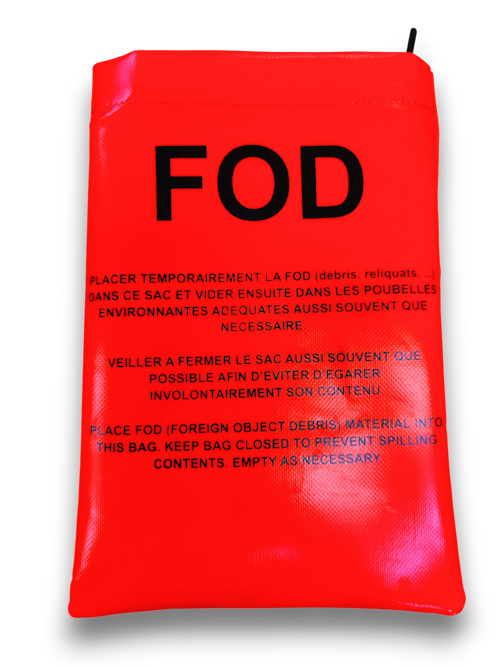 FOD
PLACER TEMPORAIREMENT LA FOD (débris, reliquats, ...)
DANS CE SAC ET VIDER ENSUITE DANS LES POUBELLES
ENVIRONNANTES ADEQUATES AUSSI SOUVENT QUE
NECESSAIRE.
VEILLER A FERMER LE SAC AUSSI SOUVENT QUE
POSSIBLE AFIN D'EVITER D'EGARER
INVOLONTAIREMENT SON CONTENU
PLACE FOD (FOREIGN OBJECT DEBRIS) MATERIAL INTO
THIS BAG. KEEP BAG CLOSED TO PREVENT SPILLING
CONTENTS. EMPTY AS NECESSARY